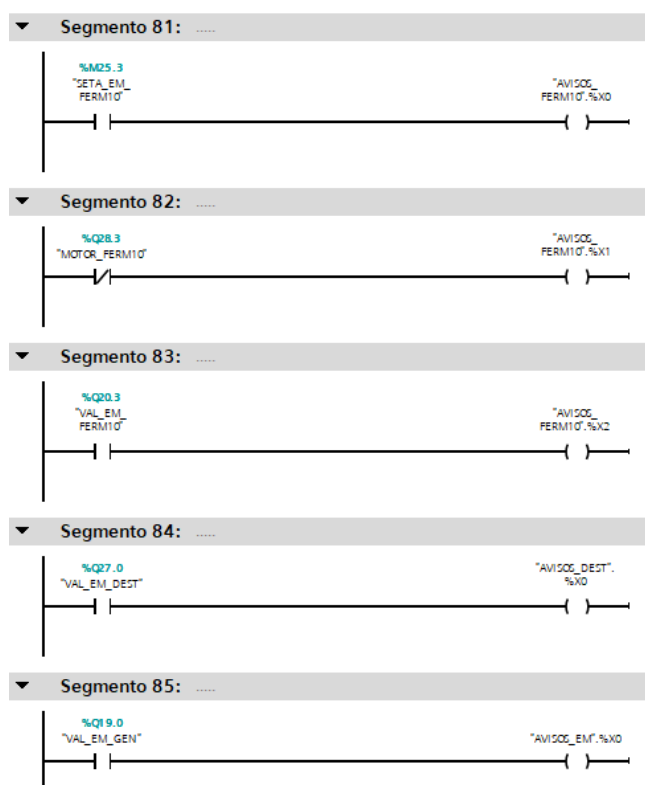 Segmento 81: .....
%M25.3
"SETA_EM_
FERM10"
"AVISOS_
FERM10".%X0
Segmento 82: .....
%Q28.3
"MOTOR_FERM10"
"AVISOS_
FERM10".%X1
Segmento 83: .....
%Q20.3
"VAL_EM_
FERM10"
"AVISOS_
FERM10".%X2
Segmento 84: .....
%Q27.0
"VAL_EM_DEST"
"AVISOS_DEST".
%X0
Segmento 85: .....
%Q19.0
"VAL_EM_GEN"
"AVISOS_EM".%X0